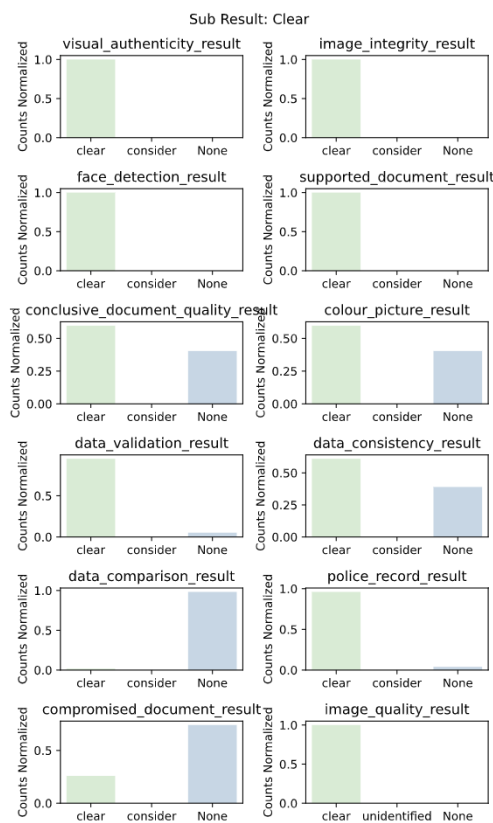 Sub Result: Clear
visual_authenticity_result
Counts Normalized
1.0
0.5
0.0
clear consider None
image_integrity_result
Counts Normalized
1.0
0.5
0.0
clear consider None
face_detection_result
Counts Normalized
1.0
0.5
0.0
clear consider None
supported_document_result
Counts Normalized
1.0
0.5
0.0
clear consider None
conclusive_document_quality_result
Counts Normalized
0.50
0.25
0.00
clear consider None
colour_picture_result
Counts Normalized
0.50
0.25
0.00
clear consider None
data_validation_result
Counts Normalized
0.5
0.0
clear consider None
data_consistency_result
Counts Normalized
0.50
0.25
0.00
clear consider None
data_comparison_result
Counts Normalized
1.0
0.5
0.0
clear consider None
police_record_result
Counts Normalized
1.0
0.5
0.0
clear consider None
compromised_document_result
Counts Normalized
0.5
0.0
clear consider None
image_quality_result
Counts Normalized
1.0
0.5
0.0
clear unidentified None